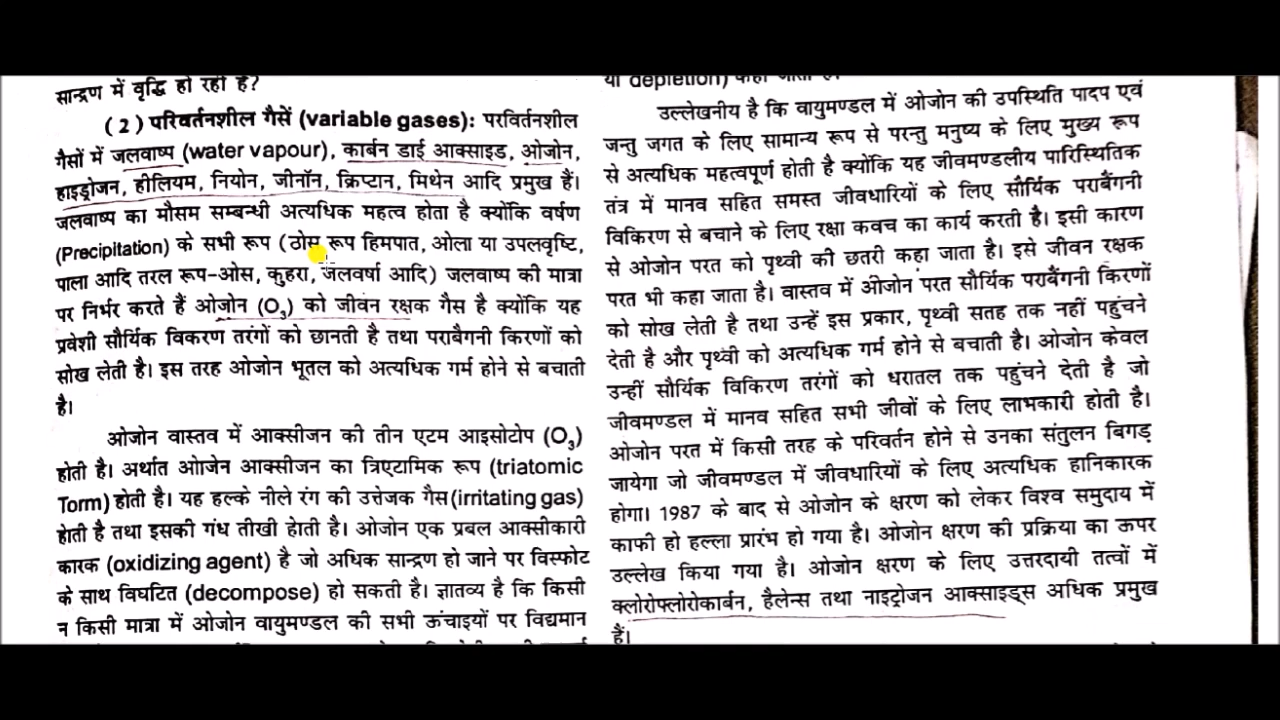 सान्द्रण में वृद्धि हो रही है?
(2) परिवर्तनशील गैसें (variable gases): परविर्तनशील
गैसों में जलवाष्प (water vapour), कार्बन डाई आक्साइड, ओजोन,
हाइड्रोजन, हीलियम, नियोन, जीनॉन, क्रिप्टान, मिथेन आदि प्रमुख हैं।
जलवाष्प का मौसम सम्बन्धी अत्यधिक महत्व होता है क्योंकि वर्षण
(Precipitation) के सभी रूप (ठोस रूप हिमपात, ओला या उपलवृष्टि,
पाला आदि तरल रूप-ओस, कुहरा, जलवर्षा आदि) जलवाष्प की मात्रा
पर निर्भर करते हैं ओजोन (O₃) को जीवन रक्षक गैस है क्योंकि यह
प्रवेशी सौर्यिक विकरण तरंगों को छानती है तथा पराबैगनी किरणों को
सोख लेती है। इस तरह ओजोन भूतल को अत्यधिक गर्म होने से बचाती
है।
ओजोन वास्तव में आक्सीजन की तीन एटम आइसोटोप (O₃)
होती है। अर्थात ओाजेन आक्सीजन का त्रिएटामिक रूप (triatomic
Torm) होती है। यह हल्के नीले रंग की उत्तेजक गैस (irritating gas)
होती है तथा इसकी गंध तीखी होती है। ओजोन एक प्रबल आक्सीकारी
कारक (oxidizing agent) है जो अधिक सान्द्रण हो जाने पर विस्फोट
के साथ विघटित (decompose) हो सकती है। ज्ञातव्य है कि किसी
न किसी मात्रा में ओजोन वायुमण्डल की सभी ऊंचाइयों पर विद्यमान
या depletion) कहा जाता है।
उल्लेखनीय है कि वायुमण्डल में ओजोन की उपस्थिति पादप एवं
जन्तु जगत के लिए सामान्य रूप से परन्तु मनुष्य के लिए मुख्य रूप
से अत्यधिक महत्वपूर्ण होती है क्योंकि यह जीवमण्डलीय पारिस्थितिक
तंत्र में मानव सहित समस्त जीवधारियों के लिए सौर्यिक पराबैंगनी
विकिरण से बचाने के लिए रक्षा कवच का कार्य करती है। इसी कारण
से ओजोन परत को पृथ्वी की छतरी कहा जाता है। इसे जीवन रक्षक
परत भी कहा जाता है। वास्तव में ओजोन परत सौर्यिक पराबैंगनी किरणों
को सोख लेती है तथा उन्हें इस प्रकार, पृथ्वी सतह तक नहीं पहुंचने
देती है और पृथ्वी को अत्यधिक गर्म होने से बचाती है। ओजोन केवल
उन्हीं सौर्यिक विकिरण तरंगों को धरातल तक पहुंचने देती है जो
जीवमण्डल में मानव सहित सभी जीवों के लिए लाभकारी होती है।
ओजोन परत में किसी तरह के परिवर्तन होने से उनका संतुलन बिगड़
जायेगा जो जीवमण्डल में जीवधारियों के लिए अत्यधिक हानिकारक
होगा। 1987 के बाद से ओजोन के क्षरण को लेकर विश्व समुदाय में
काफी हो हल्ला प्रारंभ हो गया है। ओजोन क्षरण की प्रक्रिया का ऊपर
उल्लेख किया गया है। ओजोन क्षरण के लिए उत्तरदायी तत्वों में
क्लोरोफ्लोरोकार्बन, हैलेन्स तथा नाइट्रोजन आक्साइड्स अधिक प्रमुख
हैं।